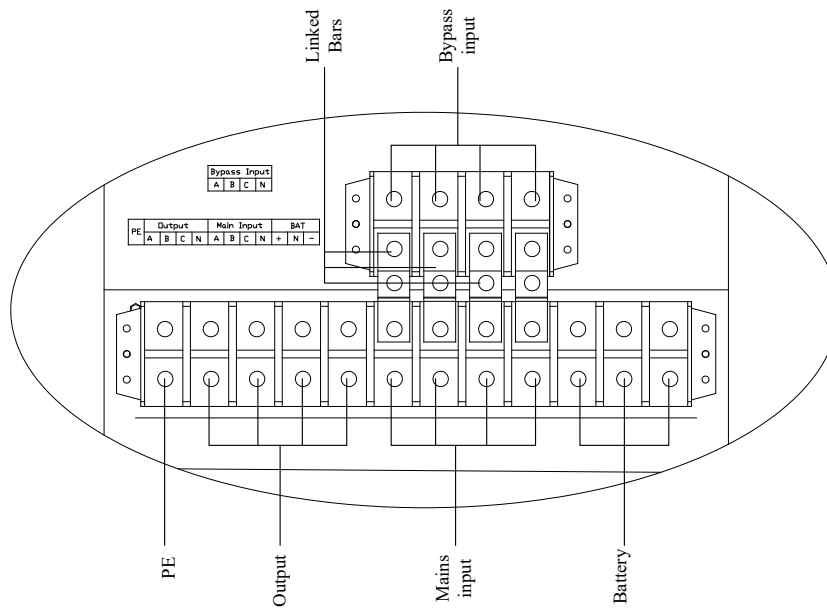 Linked
Bars
Bypass
input
Bypass Input
A B C N
PE Output Main Input BAT
A B C N A B C N + N -
PE
Output
Mains
input
Battery